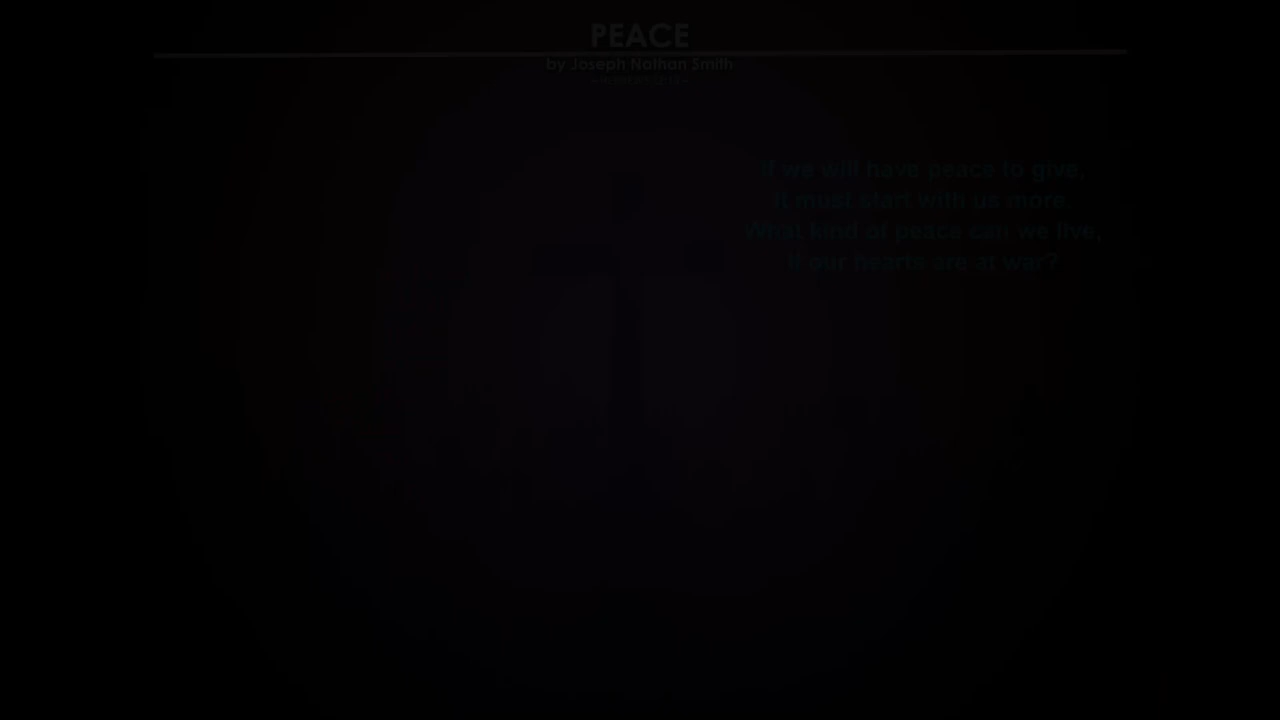 PEACE
by Joseph Nathan Smith
If we will have peace to give,
It must start with us more.
What kind of peace can we live,
If our hearts are at war?